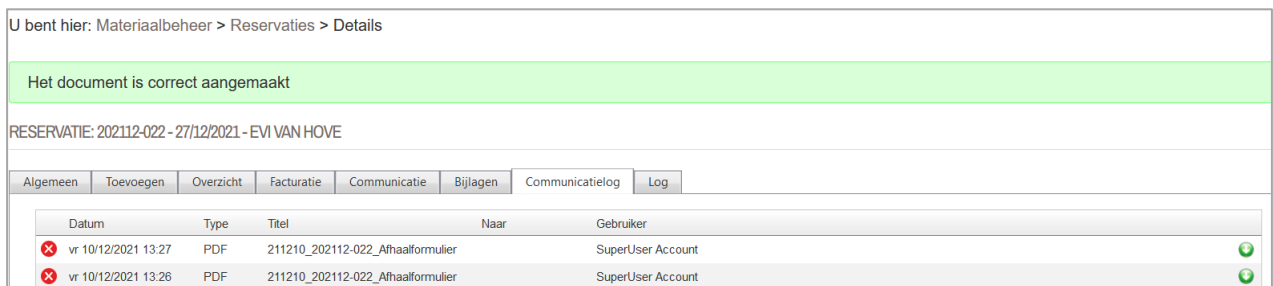 U bent hier: Materiaalbeheer > Reservaties > Details
Het document is correct aangemaakt
RESERVATIE: 202112-022 - 27/12/2021 - EVI VAN HOVE
Algemeen Toevoegen Overzicht Facturatie Communicatie Bijlagen Communicatielog Log
Datum Type Titel Naar Gebruiker
vr 10/12/2021 13:27 PDF 211210_202112-022_Afhaalformulier SuperUser Account
vr 10/12/2021 13:26 PDF 211210_202112-022_Afhaalformulier SuperUser Account